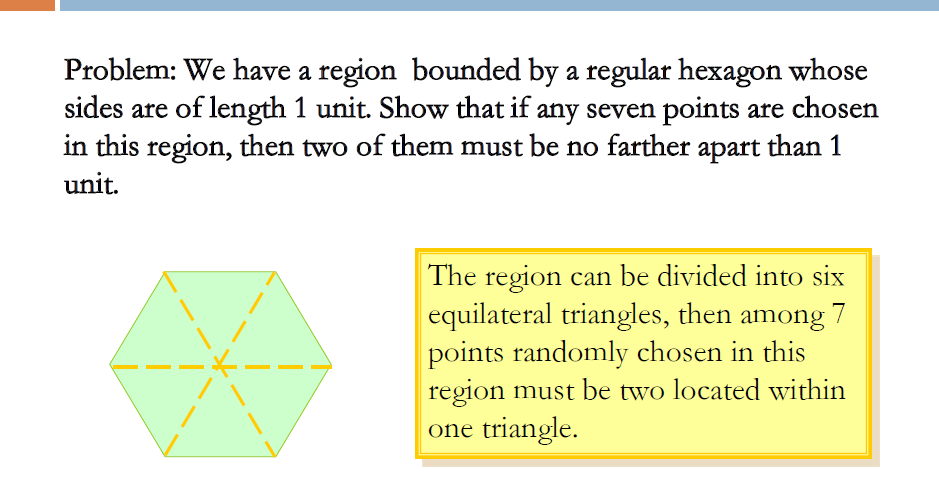 Problem: We have a region bounded by a regular hexagon whose
sides are of length 1 unit. Show that if any seven points are chosen
in this region, then two of them must be no farther apart than 1
unit.
The region can be divided into six
equilateral triangles, then among 7
points randomly chosen in this
region must be two located within
one triangle.